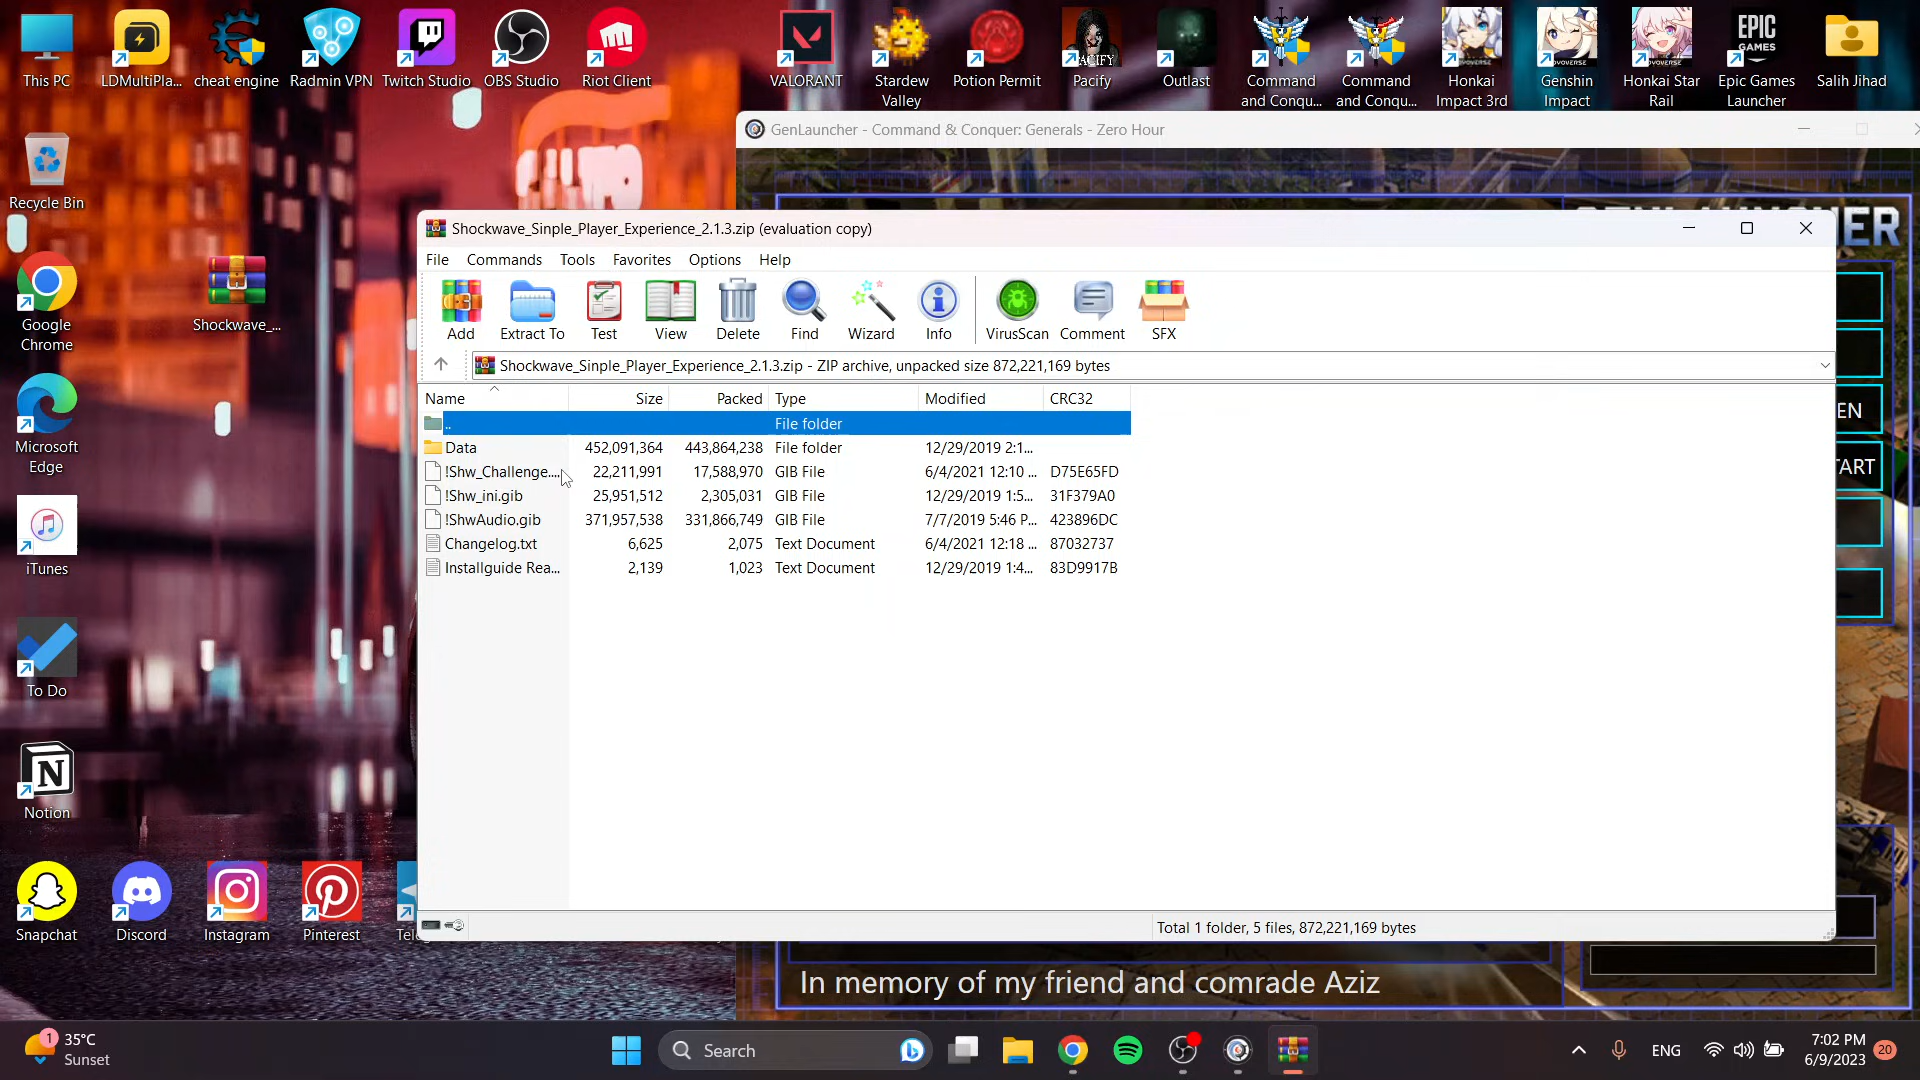 This PC
LDMultiPla...
cheat engine
Radmin VPN
Twitch Studio
OBS Studio
Riot Client
VALORANT
Stardew
Valley
Potion Permit
PACIFY
Pacify
Outlast
Command
and Conqu...
Command
and Conqu...
Honkai
Impact 3rd
Genshin
Impact
Honkai Star
Rail
EPIC
GAMES
Epic Games
Launcher
Salih Jihad
GenLauncher - Command & Conquer: Generals - Zero Hour
Recycle Bin
Google
Chrome
Shockwave_...
Microsoft
Edge
iTunes
To Do
Notion
Snapchat
Discord
Instagram
Pinterest
Shockwave_Sinple_Player_Experience_2.1.3.zip (evaluation copy)
File Commands Tools Favorites Options Help
Add Extract To Test View Delete Find Wizard Info VirusScan Comment SFX
Shockwave_Sinple_Player_Experience_2.1.3.zip - ZIP archive, unpacked size 872,221,169 bytes
Name Size Packed Type Modified CRC32
.. File folder
Data 452,091,364 443,864,238 File folder 12/29/2019 2:1...
!Shw_Challenge.... 22,211,991 17,588,970 GIB File 6/4/2021 12:10 ... D75E65FD
!Shw_ini.gib 25,951,512 2,305,031 GIB File 12/29/2019 1:5... 31F379A0
!ShwAudio.gib 371,957,538 331,866,749 GIB File 7/7/2019 5:46 P... 423896DC
Changelog.txt 6,625 2,075 Text Document 6/4/2021 12:18 ... 87032737
Installguide Rea... 2,139 1,023 Text Document 12/29/2019 1:4... 83D9917B
Total 1 folder, 5 files, 872,221,169 bytes
ER
EN
TART
In memory of my friend and comrade Aziz
1
35°C
Sunset
Search
ENG
7:02 PM
6/9/2023
20